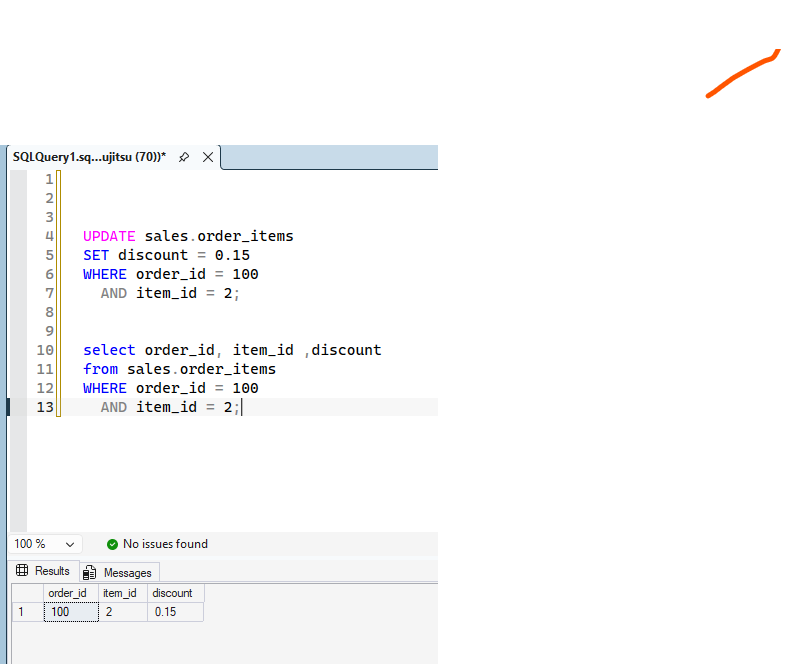 SQLQuery1.sq...ujitsu (70))*
1
2
3
4 UPDATE sales.order_items
5 SET discount = 0.15
6 WHERE order_id = 100
7 AND item_id = 2;
8
9
10 select order_id, item_id ,discount
11 from sales.order_items
12 WHERE order_id = 100
13 AND item_id = 2;
100 % No issues found
Results Messages
order_id item_id discount
1 100 2 0.15